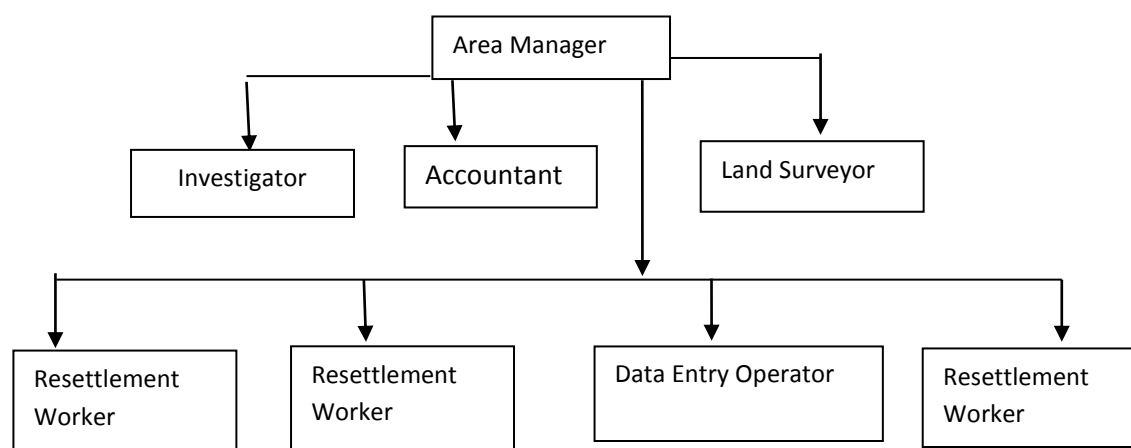 Area Manager
Investigator
Accountant
Land Surveyor
Resettlement
Worker
Resettlement
Worker
Data Entry Operator
Resettlement
Worker